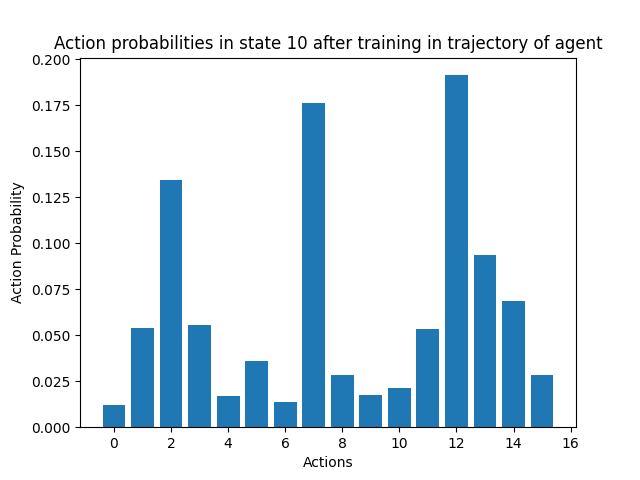 Action probabilities in state 10 after training in trajectory of agent
0.200
0.175
0.150
0.125
0.100
0.075
0.050
0.025
0.000
Action Probability
0 2 4 6 8 10 12 14 16
Actions